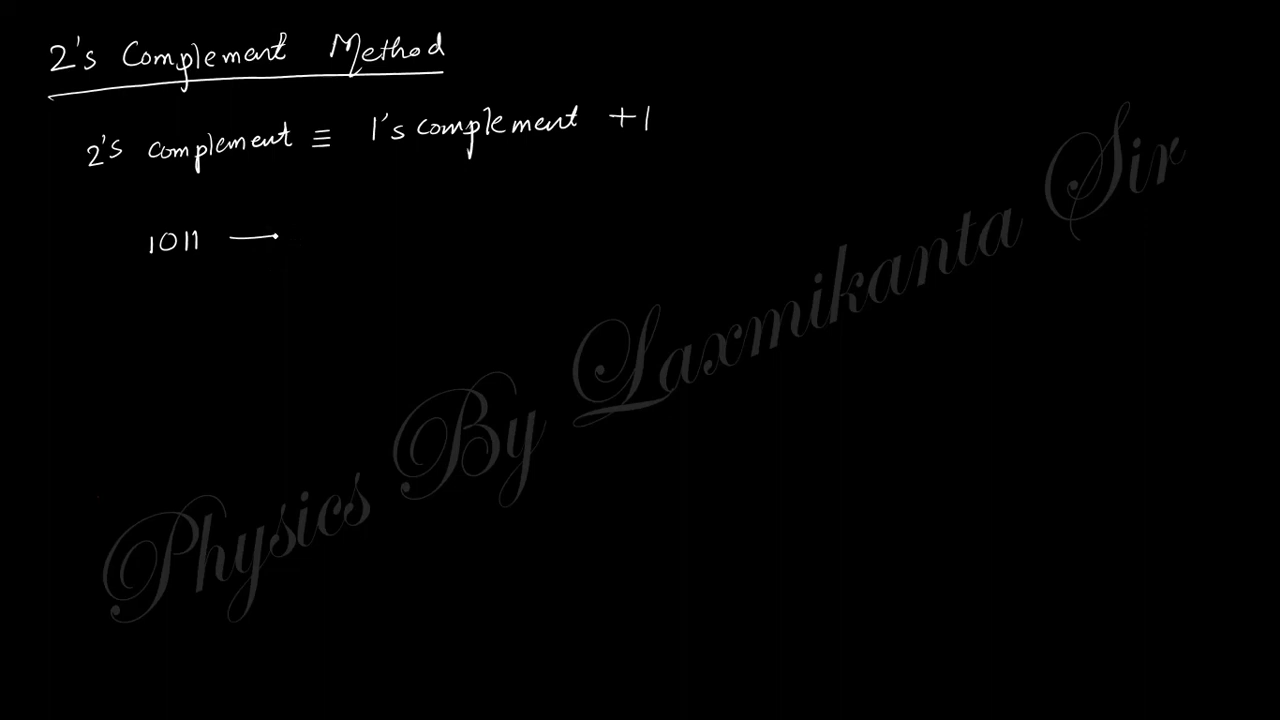 2's Complement Method
2's complement ≡ 1's complement +1
1011 —
Physics By Laxmikanta Sir